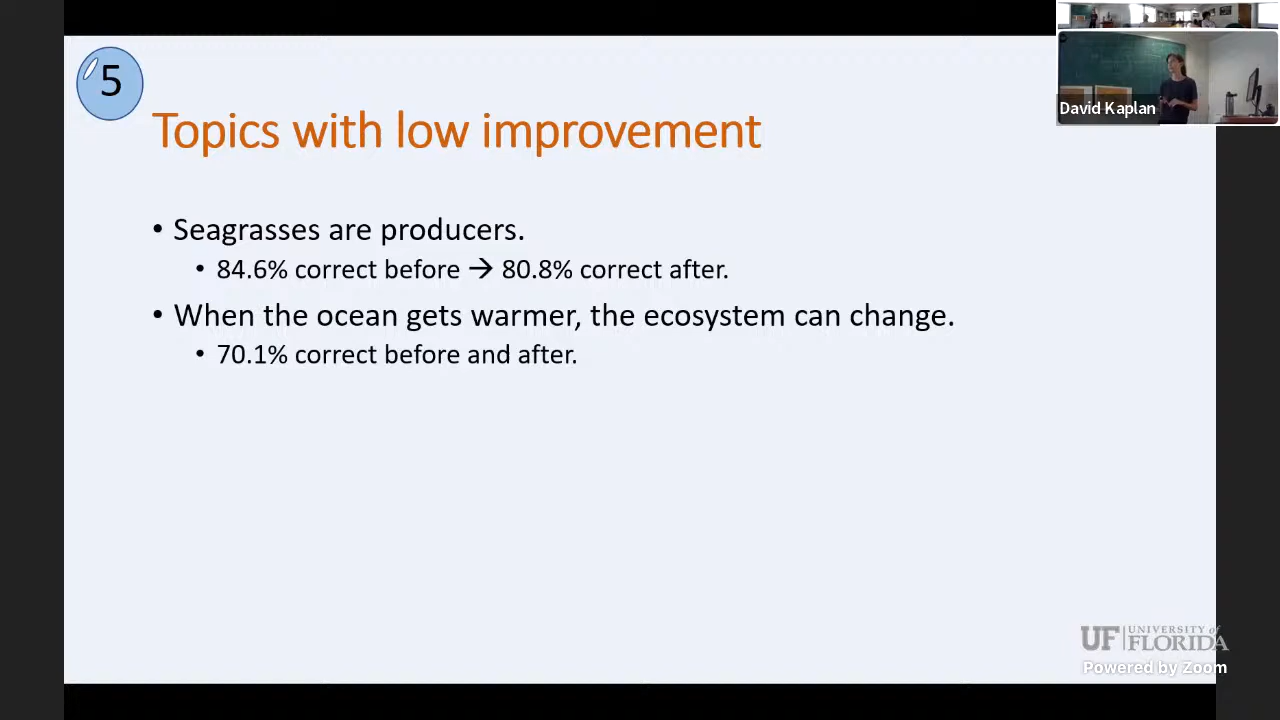 5
David Kaplan
Topics with low improvement
• Seagrasses are producers.
• 84.6% correct before → 80.8% correct after.
• When the ocean gets warmer, the ecosystem can change.
• 70.1% correct before and after.
UF UNIVERSITY of FLORIDA
Powered by Zoom